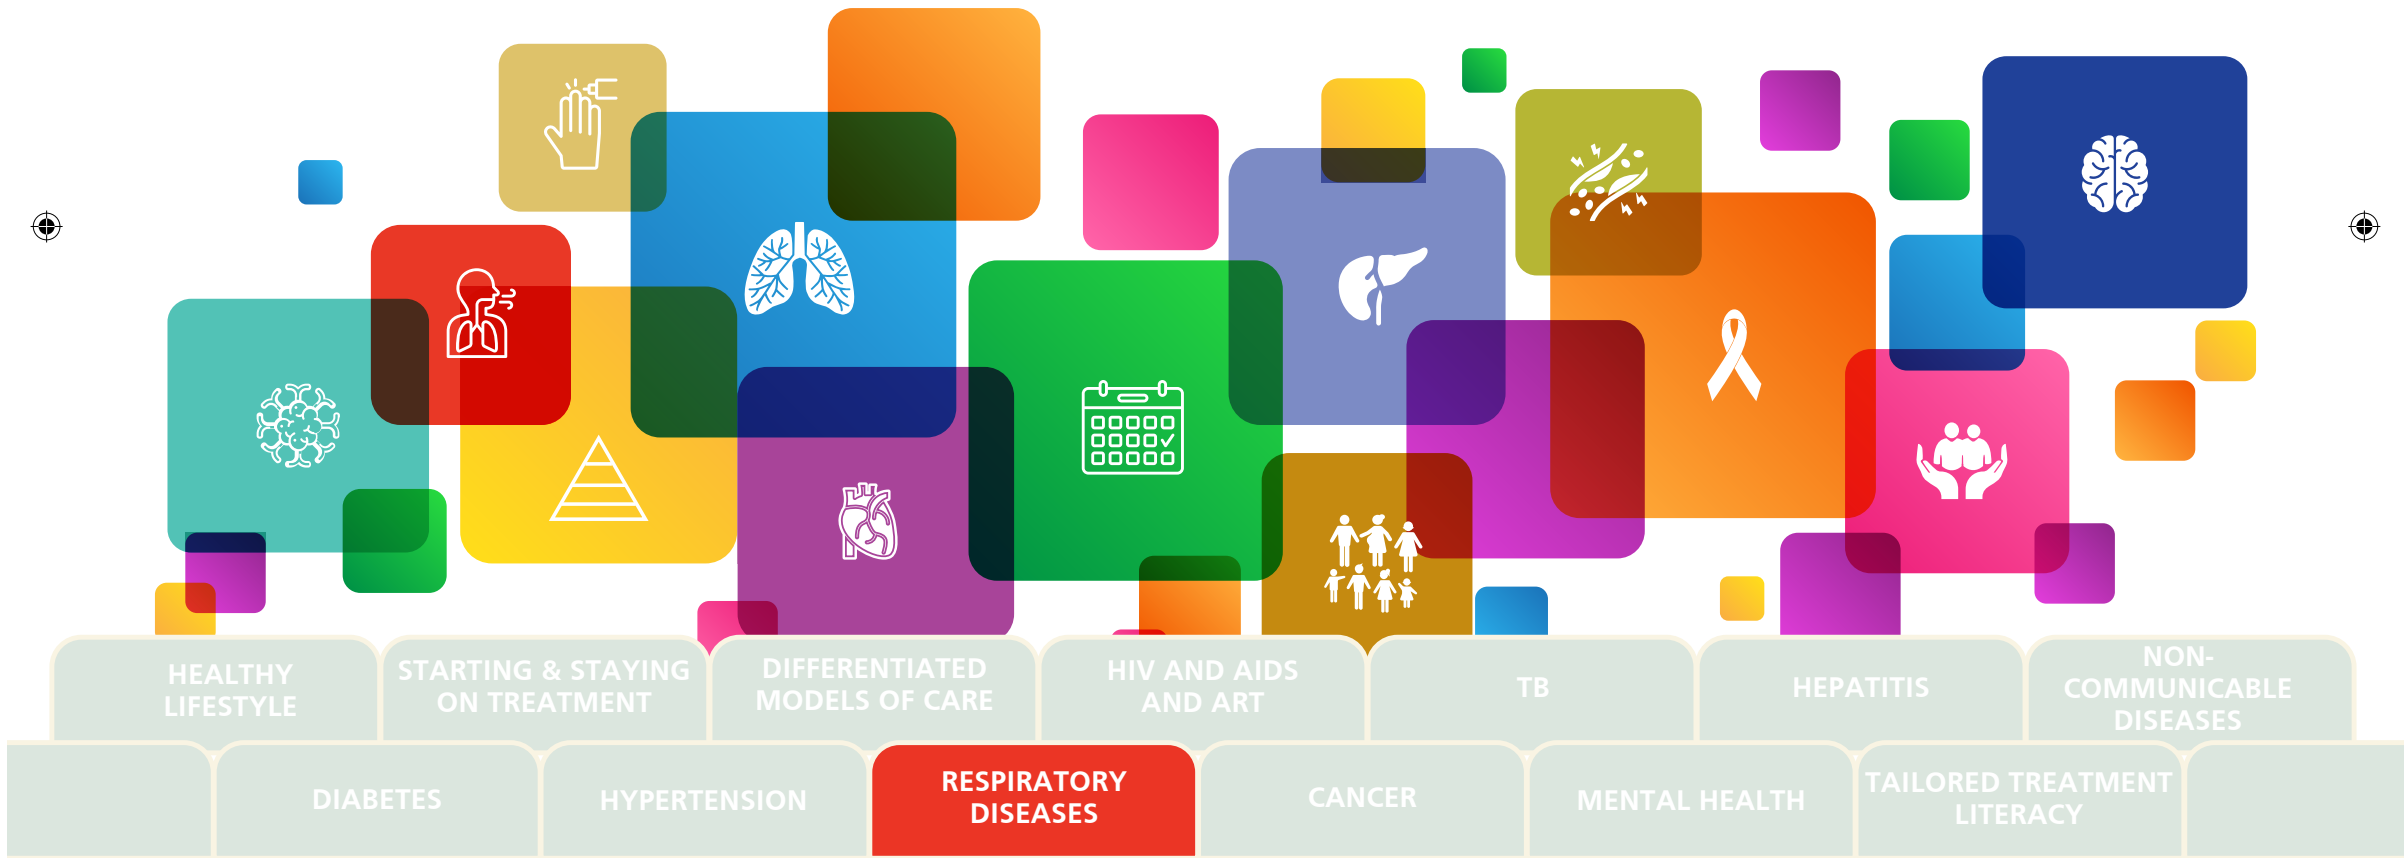 HEALTHY
LIFESTYLE
STARTING & STAYING
ON TREATMENT
DIFFERENTIATED
MODELS OF CARE
HIV AND AIDS
AND ART
TB
HEPATITIS
NON-
COMMUNICABLE
DISEASES
DIABETES
HYPERTENSION
RESPIRATORY
DISEASES
CANCER
MENTAL HEALTH
TAILORED TREATMENT
LITERACY